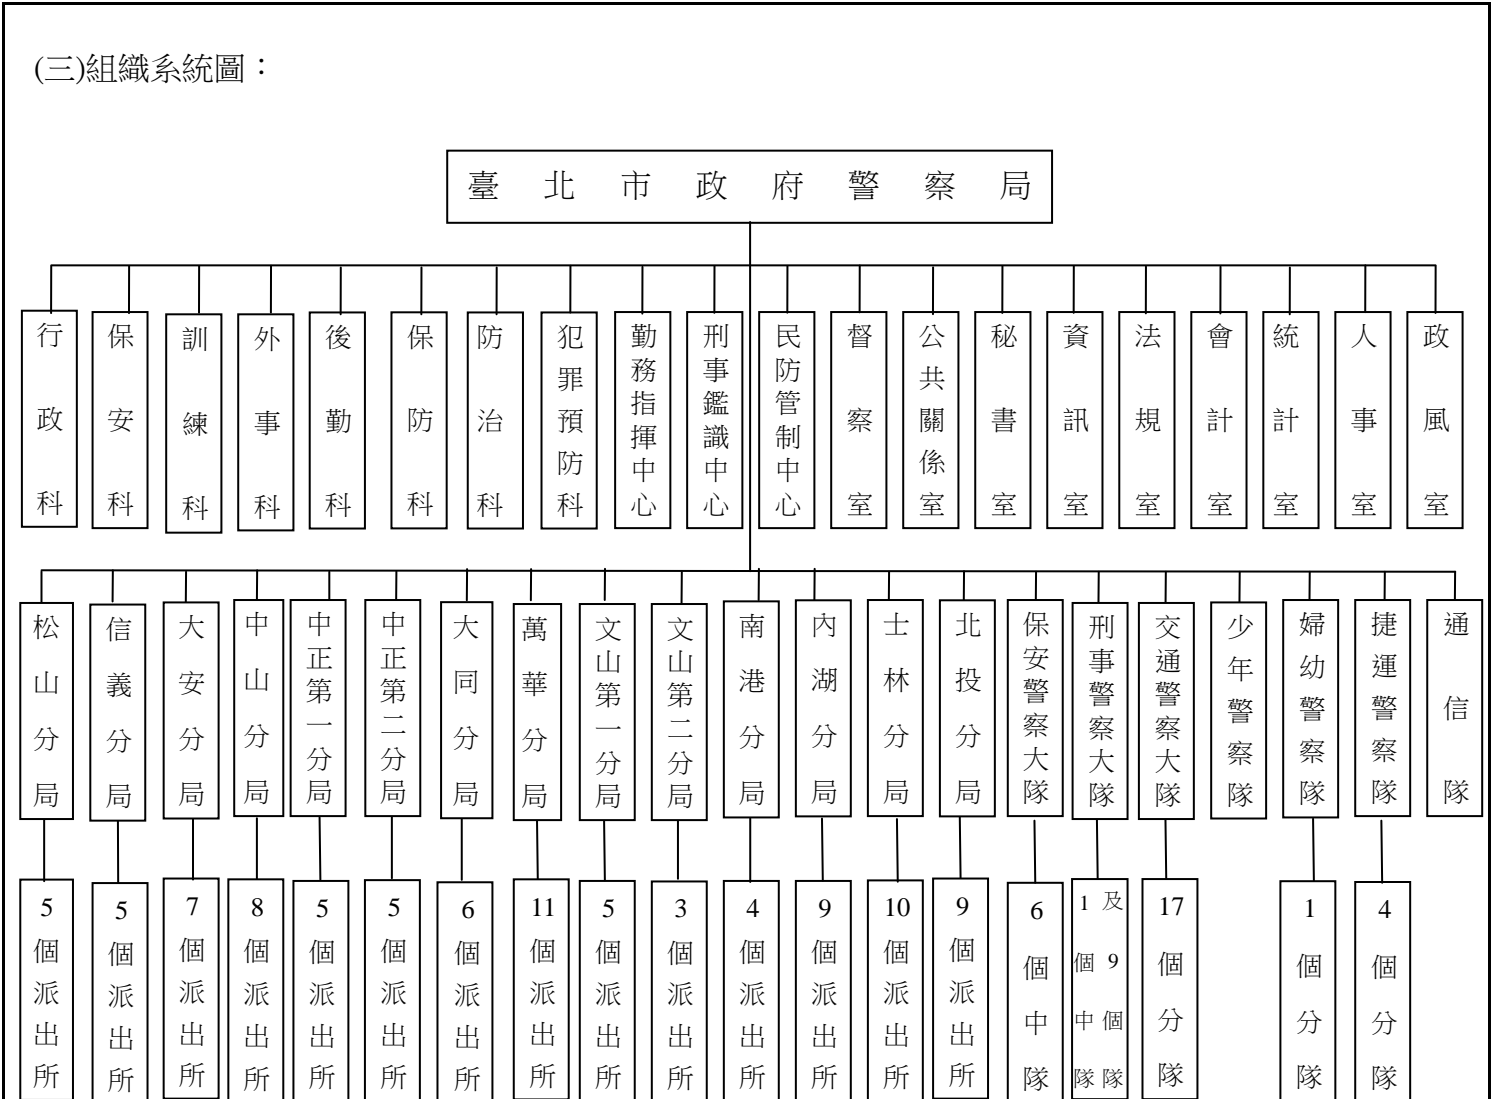 (三)組織系統圖：
臺北市政府警察局
行政科
保安科
訓練科
外事科
後勤科
保防科
防治科
犯罪預防科
勤務指揮中心
刑事鑑識中心
民防管制中心
督察室
公共關係室
秘書室
資訊室
法規室
會計室
統計室
人事室
政風室
松山分局
信義分局
大安分局
中山分局
中正第一分局
中正第二分局
大同分局
萬華分局
文山第一分局
文山第二分局
南港分局
內湖分局
士林分局
北投分局
保安警察大隊
刑事警察大隊
交通警察大隊
少年警察隊
婦幼警察隊
捷運警察隊
通信隊
5個派出所
5個派出所
7個派出所
8個派出所
5個派出所
5個派出所
6個派出所
11個派出所
5個派出所
3個派出所
4個派出所
9個派出所
10個派出所
9個派出所
6個中隊
1個中隊
及9個隊
17個分隊
1個分隊
4個分隊